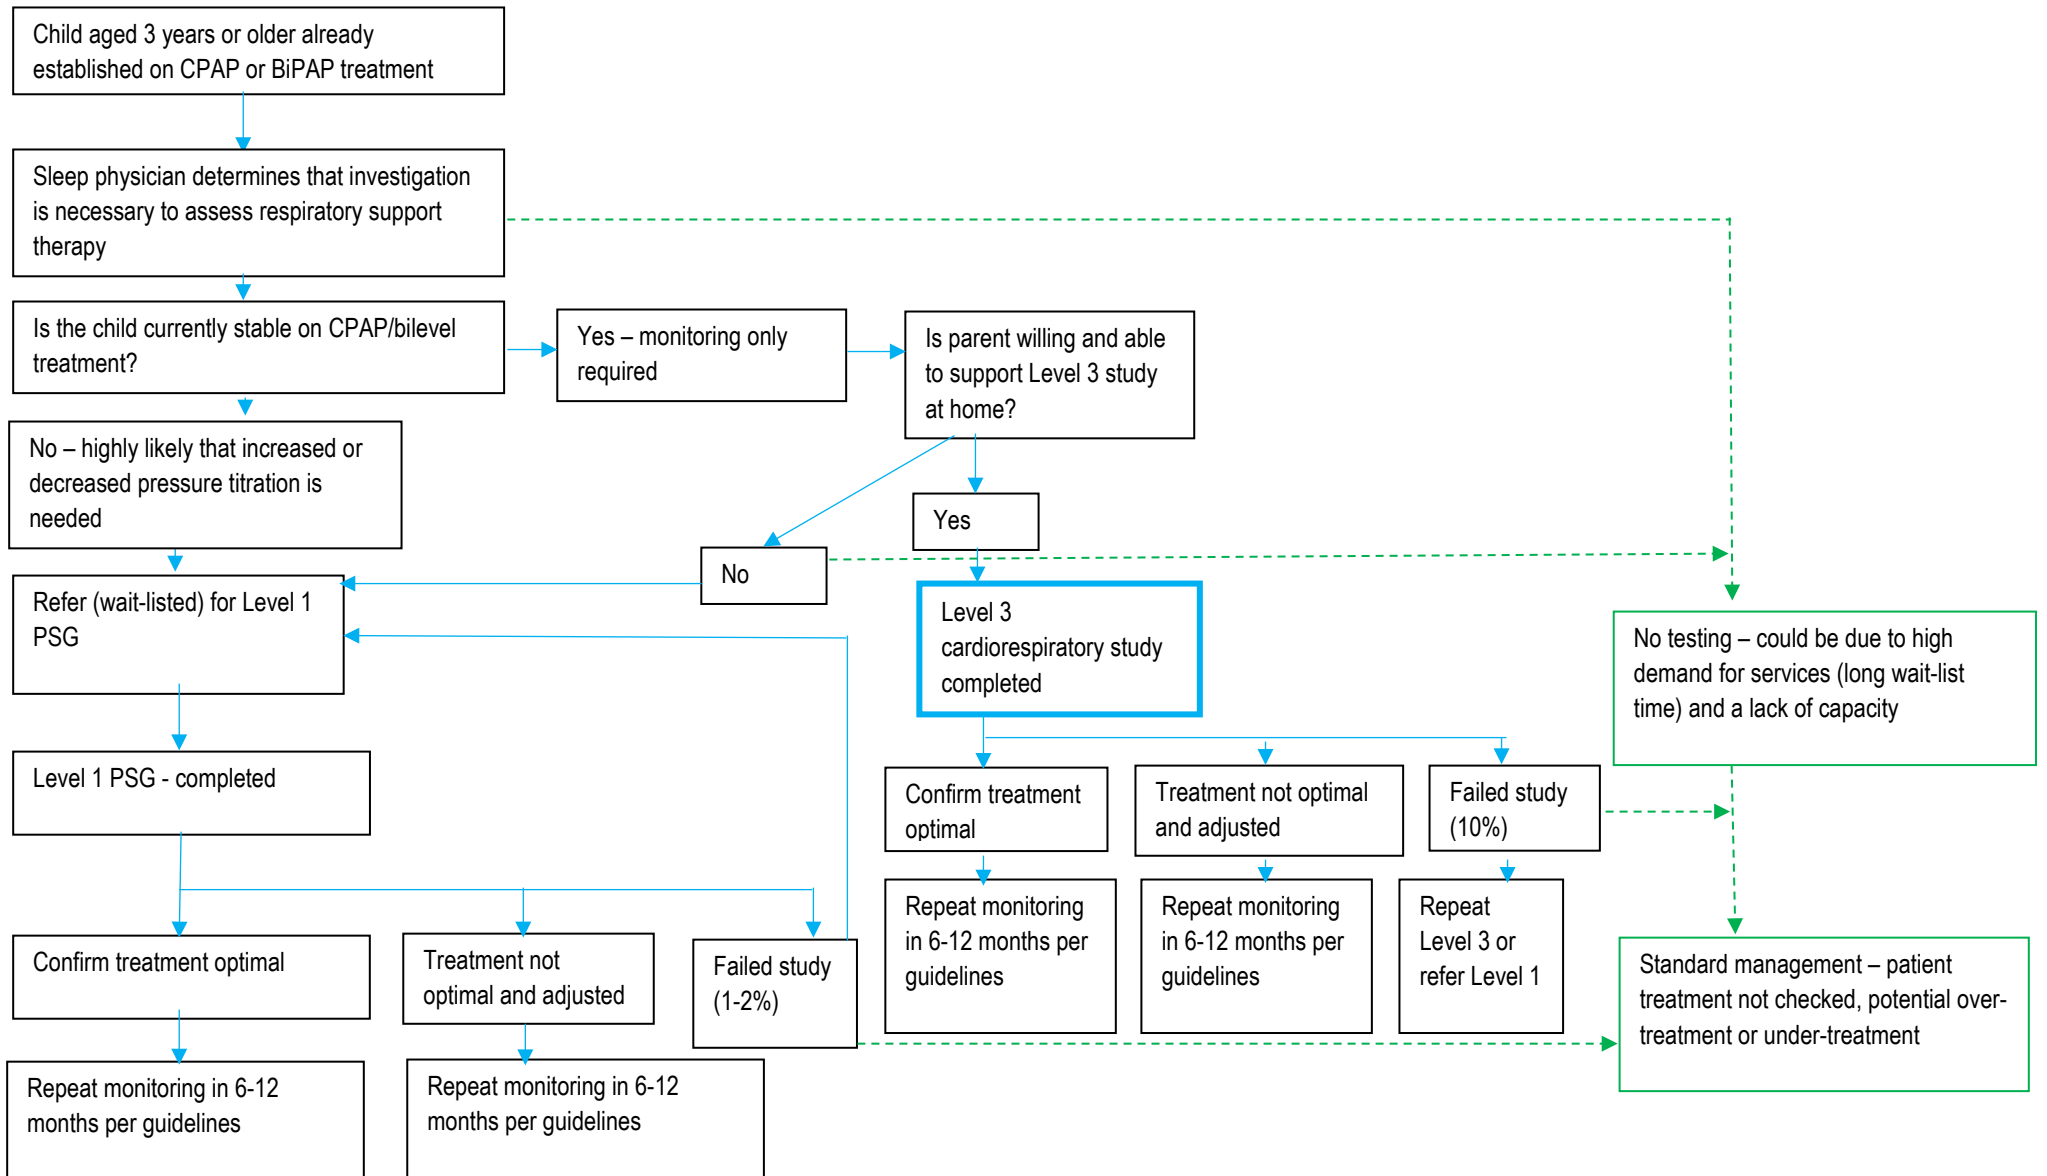 Child aged 3 years or older already
established on CPAP or BiPAP treatment
Sleep physician determines that investigation
is necessary to assess respiratory support
therapy
Is the child currently stable on CPAP/bilevel
treatment?
Yes – monitoring only
required
Is parent willing and able
to support Level 3 study
at home?
No – highly likely that increased or
decreased pressure titration is
needed
Yes
No
Refer (wait-listed) for Level 1
PSG
Level 3
cardiorespiratory study
completed
No testing – could be due to high
demand for services (long wait-list
time) and a lack of capacity
Level 1 PSG - completed
Confirm treatment
optimal
Treatment not optimal
and adjusted
Failed study
(10%)
Repeat monitoring
in 6-12 months per
guidelines
Repeat monitoring
in 6-12 months per
guidelines
Repeat
Level 3 or
refer Level 1
Confirm treatment optimal
Treatment not
optimal and adjusted
Failed study
(1-2%)
Standard management – patient
treatment not checked, potential over-
treatment or under-treatment
Repeat monitoring in 6-12
months per guidelines
Repeat monitoring in 6-12
months per guidelines